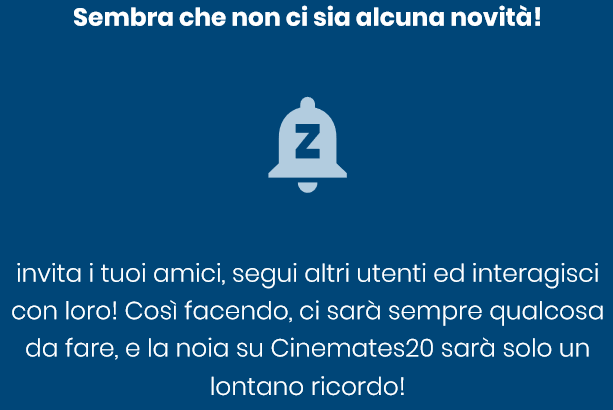 Sembra che non ci sia alcuna novità!
Z
invita i tuoi amici, segui altri utenti ed interagisci
con loro! Così facendo, ci sarà sempre qualcosa
da fare, e la noia su Cinemates20 sarà solo un
lontano ricordo!